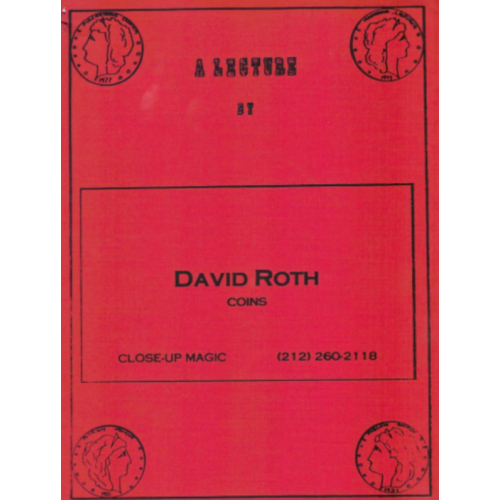 A LECTURE
BY
DAVID ROTH
COINS
CLOSE-UP MAGIC (212) 260-2118